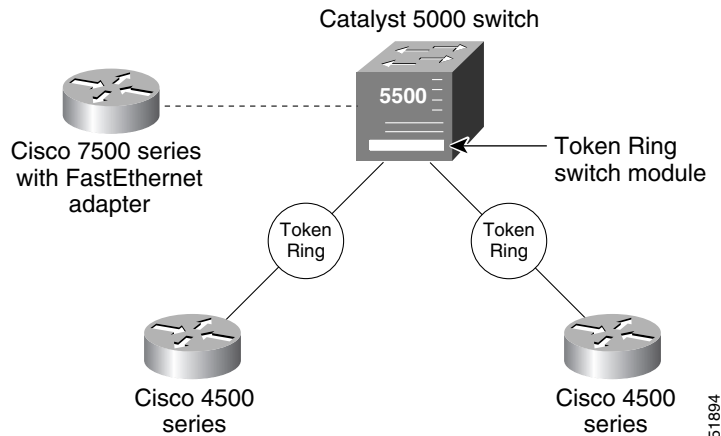 Catalyst 5000 switch
5500
Cisco 7500 series
with FastEthernet
adapter
Token Ring
switch module
Token
Ring
Token
Ring
Cisco 4500
series
Cisco 4500
series
51894